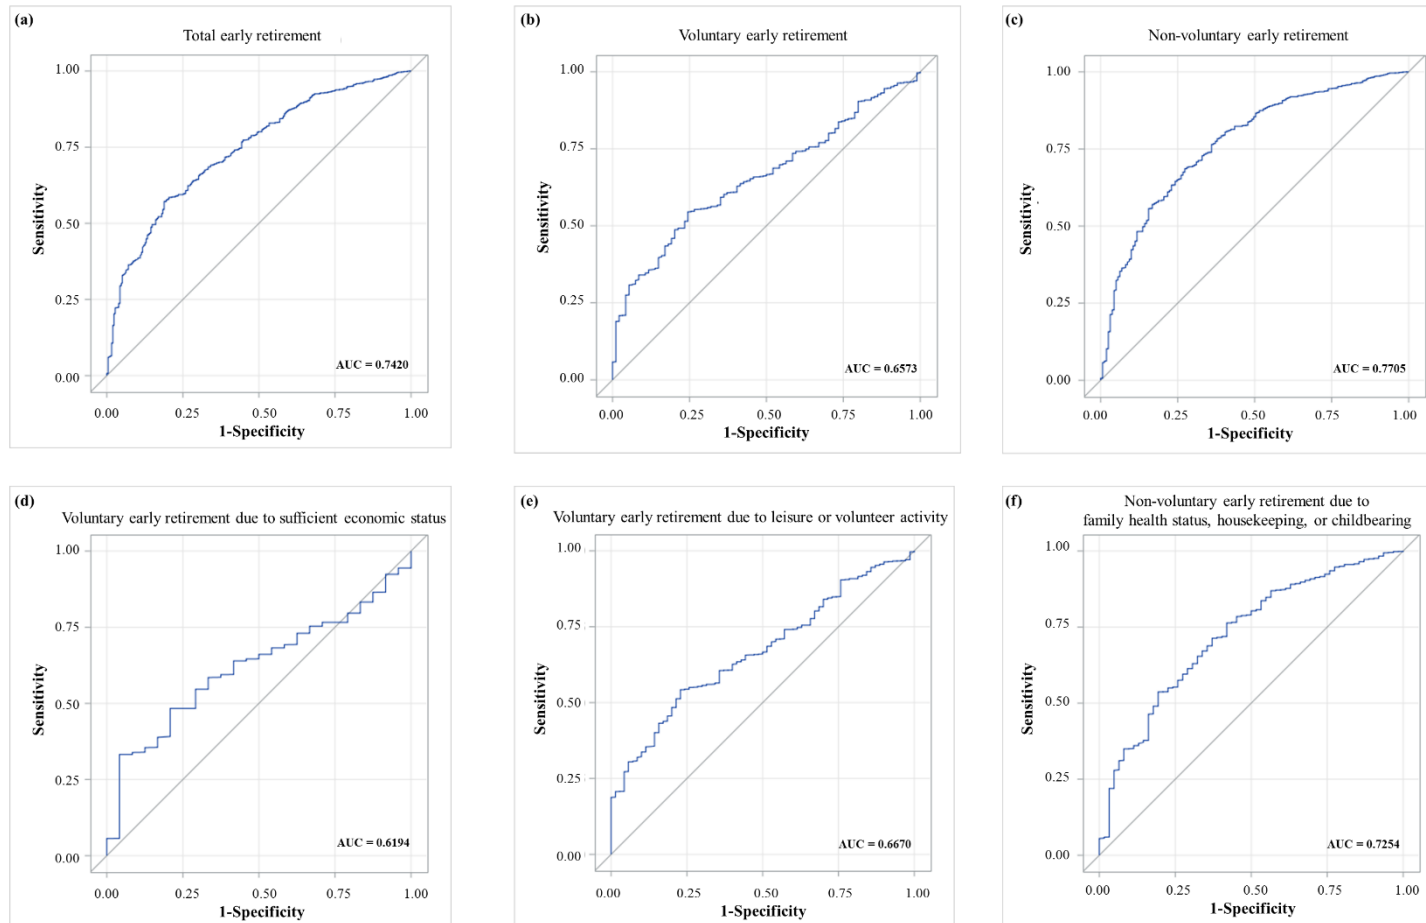 (a)
Total early retirement
1.00
0.75
0.50
0.25
0.00
Sensitivity
AUC = 0.7420
0.00 0.25 0.50 0.75 1.00
1-Specificity
(b)
Voluntary early retirement
1.00
0.75
0.50
0.25
0.00
Sensitivity
AUC = 0.6573
0.00 0.25 0.50 0.75 1.00
1-Specificity
(c)
Non-voluntary early retirement
1.00
0.75
0.50
0.25
0.00
Sensitivity
AUC = 0.7705
0.00 0.25 0.50 0.75 1.00
1-Specificity
(d)
Voluntary early retirement due to sufficient economic status
1.00
0.75
0.50
0.25
0.00
Sensitivity
AUC = 0.6194
0.00 0.25 0.50 0.75 1.00
1-Specificity
(e)
Voluntary early retirement due to leisure or volunteer activity
1.00
0.75
0.50
0.25
0.00
Sensitivity
AUC = 0.6670
0.00 0.25 0.50 0.75 1.00
1-Specificity
(f)
Non-voluntary early retirement due to
family health status, housekeeping, or childbearing
1.00
0.75
0.50
0.25
0.00
Sensitivity
AUC = 0.7254
0.00 0.25 0.50 0.75 1.00
1-Specificity